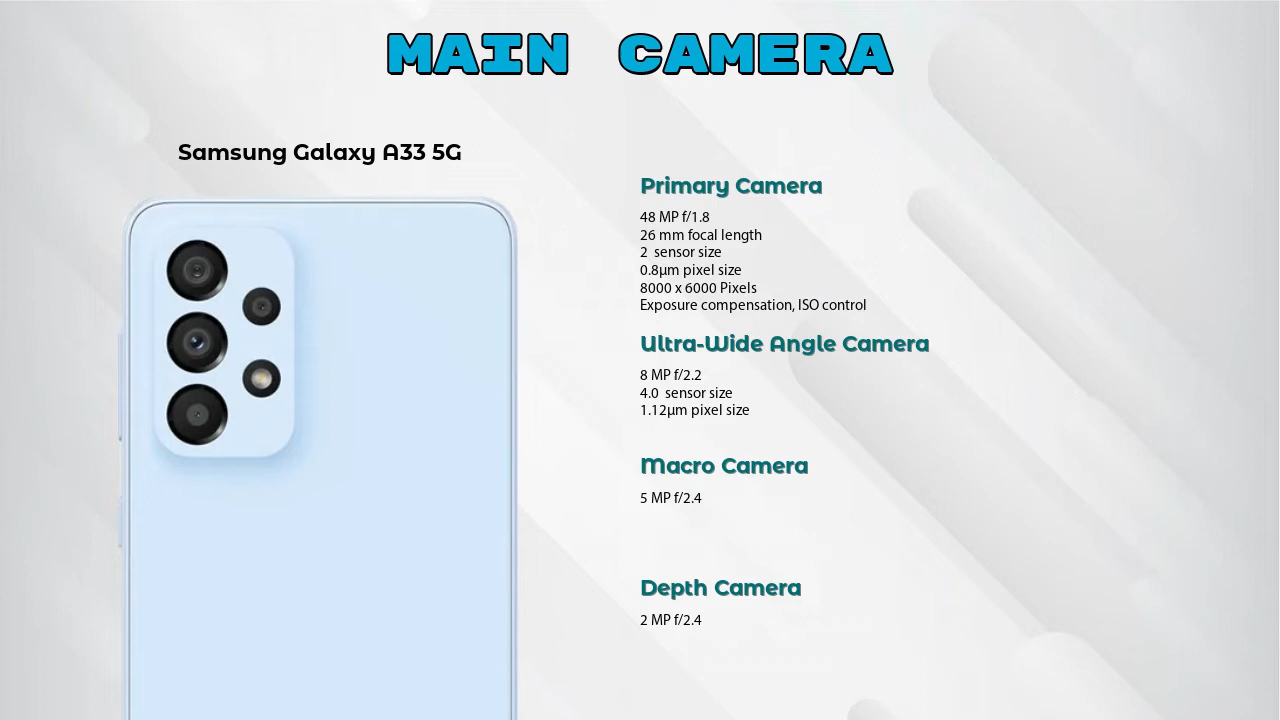 MAIN CAMERA
Samsung Galaxy A33 5G
Primary Camera
48 MP f/1.8
26 mm focal length
2  sensor size
0.8µm pixel size
8000 x 6000 Pixels
Exposure compensation, ISO control
Ultra-Wide Angle Camera
8 MP f/2.2
4.0  sensor size
1.12µm pixel size
Macro Camera
5 MP f/2.4
Depth Camera
2 MP f/2.4